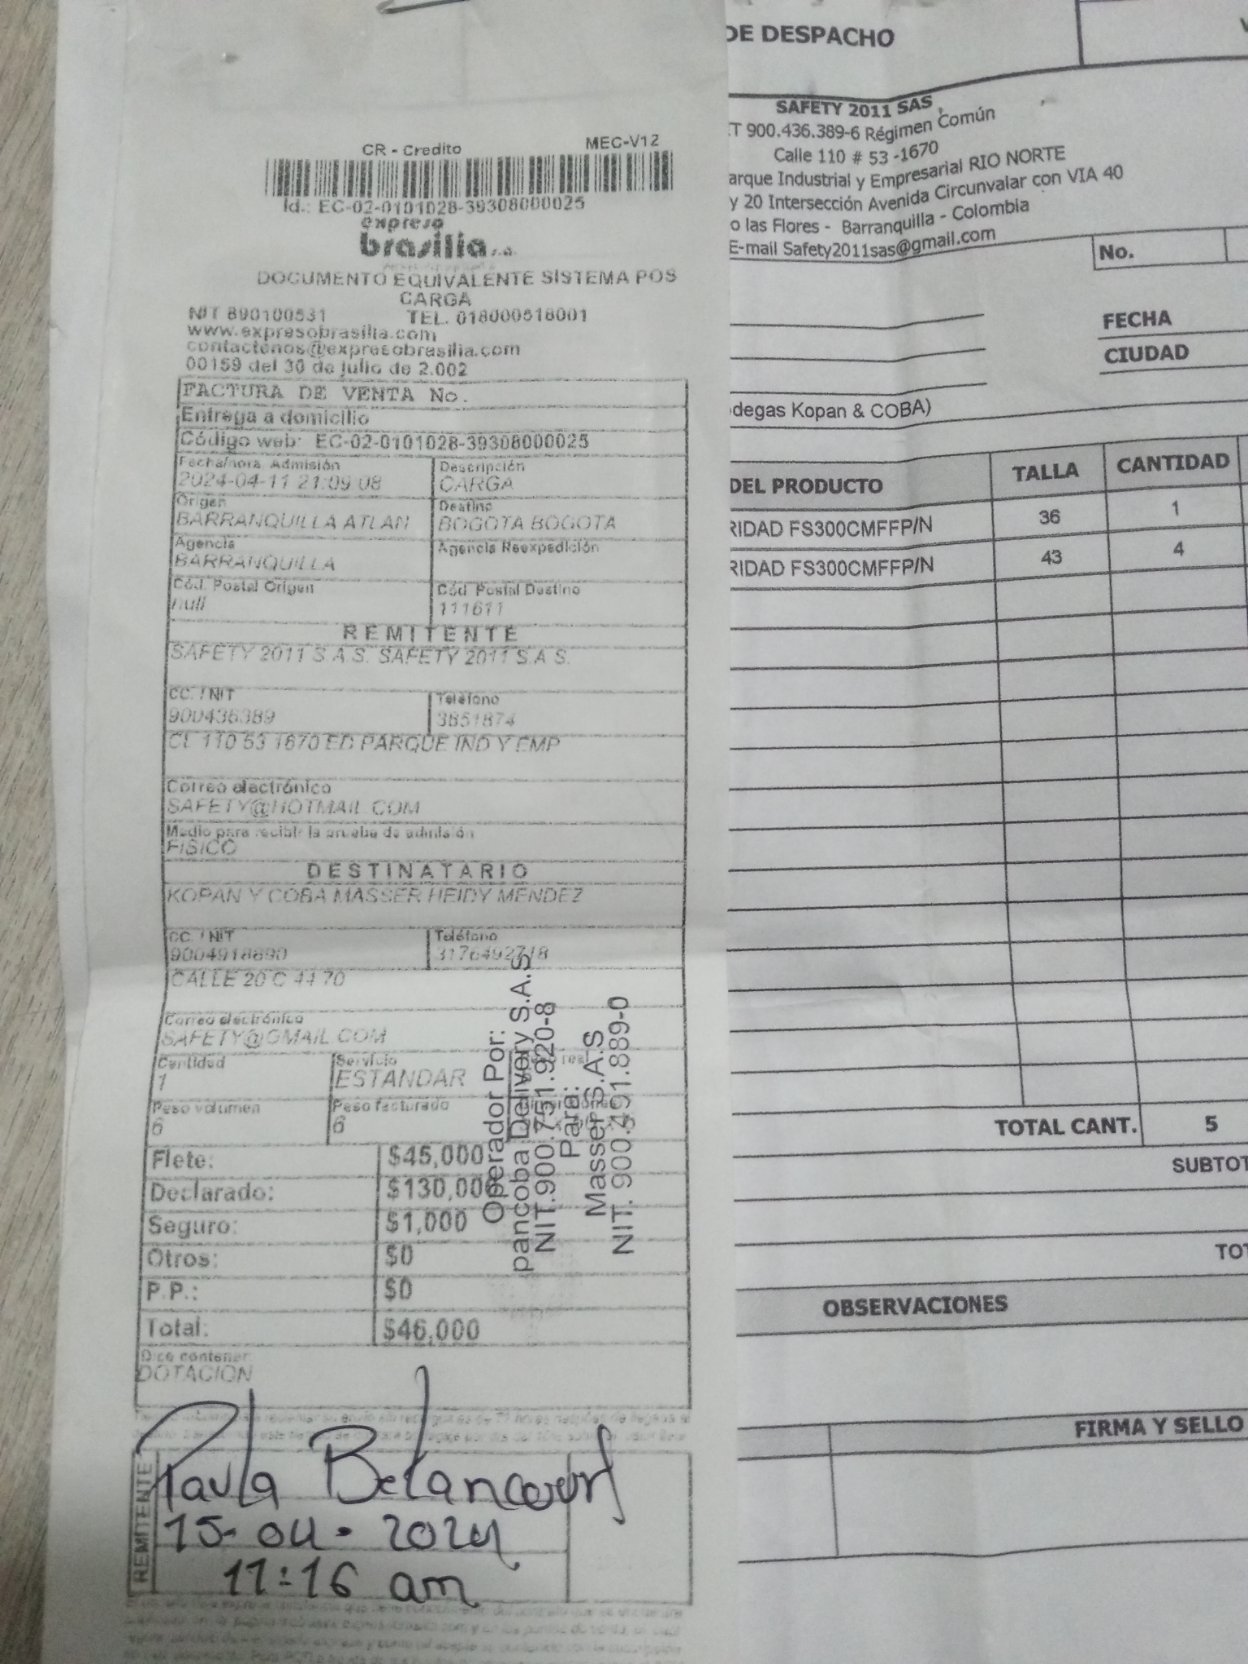 CR - Credito
MEC-V12
Id.: EC-02-0101028-39308000025
expreso
brasilia s.a.
DOCUMENTO EQUIVALENTE SISTEMA POS
CARGA
NIT 890100531 TEL. 018000518001
www.expresobrasilia.com
contactenos@expresobrasilia.com
00159 del 30 de julio de 2.002
FACTURA DE VENTA No.
Entrega a domicilio
Código web: EC-02-0101028-39308000025
Fecha/hora Admisión Descripción
2024-04-11 21:09:08 CARGA
Origen Destino
BARRANQUILLA ATLAN BOGOTA BOGOTA
Agencia Agencia Reexpedición
BARRANQUILLA
Cód. Postal Origen Cód. Postal Destino
null 111611
REMITENTE
SAFETY 2011 S.A.S. SAFETY 2011 S.A.S.
CC. / NIT Teléfono
900436389 3851874
CL 110 53 1670 ED PARQUE IND Y EMP
Correo electrónico
SAFETY@HOTMAIL.COM
Medio para recibir la prueba de admisión
FISICO
DESTINATARIO
KOPAN Y COBA MASSER HEIDY MENDEZ
CC. / NIT Teléfono
9004918890 3176492778
CALLE 20 C 44 70
Correo electrónico
SAFETY@GMAIL.COM
Cantidad Servicio
1 ESTANDAR
Peso volumen Peso facturado
6 6
Flete: $45,000
Declarado: $130,000
Seguro: $1,000
Otros: $0
P.P.: $0
Total: $46,000
Dice contener
DOTACION
Operador Por:
pancoba Delivery S.A.S
NIT.900.751.920-8
Para:
Masser S.A.S
NIT. 900.491.889-0
REMITENTE
Paula Betancourt
15-04-2024
11:16 am
DE DESPACHO
SAFETY 2011 SAS
T 900.436.389-6 Régimen Común
Calle 110 # 53 -1670
arque Industrial y Empresarial RIO NORTE
y 20 Intersección Avenida Circunvalar con VIA 40
o las Flores - Barranquilla - Colombia
E-mail Safety2011sas@gmail.com
No.
FECHA
CIUDAD
degas Kopan & COBA)
DEL PRODUCTO TALLA CANTIDAD
RIDAD FS300CMFFP/N 36 1
RIDAD FS300CMFFP/N 43 4
TOTAL CANT. 5
SUBTOT
TOT
OBSERVACIONES
FIRMA Y SELLO